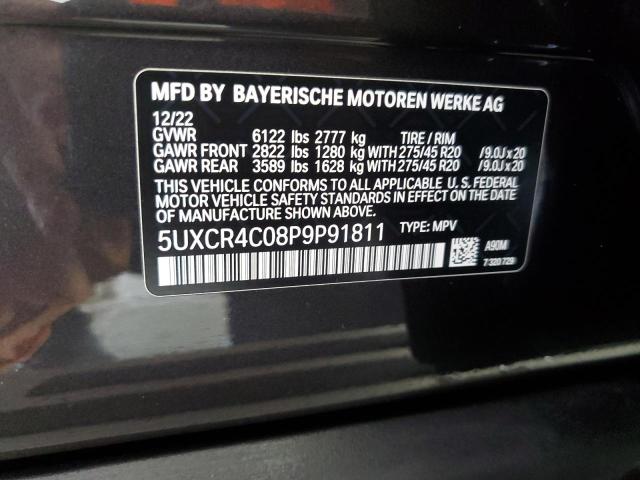 MFD BY BAYERISCHE MOTOREN WERKE AG
12/22
GVWR 6122 lbs 2777 kg TIRE / RIM
GAWR FRONT 2822 lbs 1280 kg WITH 275/45 R20 /9.0J x 20
GAWR REAR 3589 lbs 1628 kg WITH 275/45 R20 /9.0J x 20
THIS VEHICLE CONFORMS TO ALL APPLICABLE U. S. FEDERAL
MOTOR VEHICLE SAFETY STANDARDS IN EFFECT ON THE DATE
OF MANUFACTURE SHOWN ABOVE.
5UXCR4C08P9P91811 TYPE: MPV
A90M
7 320 729